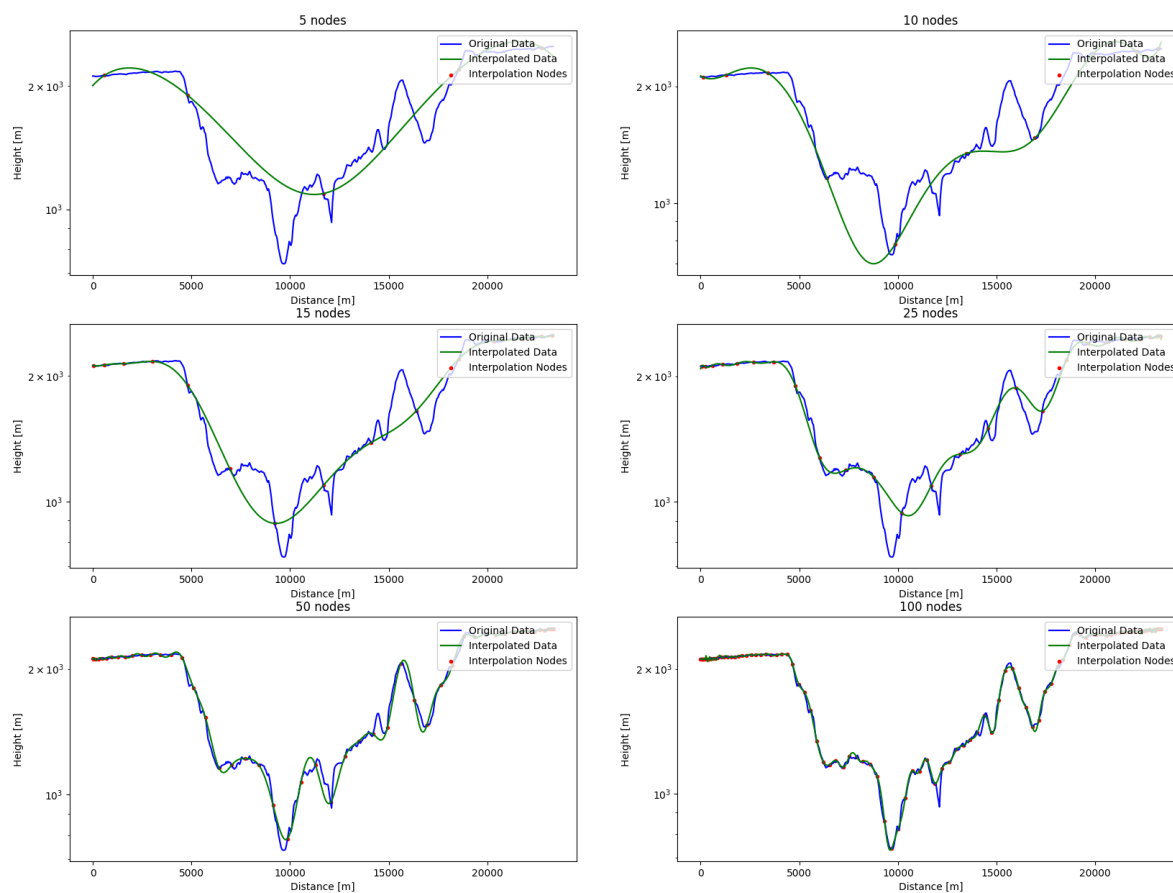 5 nodes
Height [m]
2 × 10³
10³
Original Data
Interpolated Data
Interpolation Nodes
0 5000 10000 15000 20000
Distance [m]
10 nodes
Height [m]
2 × 10³
10³
Original Data
Interpolated Data
Interpolation Nodes
0 5000 10000 15000 20000
Distance [m]
15 nodes
Height [m]
2 × 10³
10³
Original Data
Interpolated Data
Interpolation Nodes
0 5000 10000 15000 20000
Distance [m]
25 nodes
Height [m]
2 × 10³
10³
Original Data
Interpolated Data
Interpolation Nodes
0 5000 10000 15000 20000
Distance [m]
50 nodes
Height [m]
2 × 10³
10³
Original Data
Interpolated Data
Interpolation Nodes
0 5000 10000 15000 20000
Distance [m]
100 nodes
Height [m]
2 × 10³
10³
Original Data
Interpolated Data
Interpolation Nodes
0 5000 10000 15000 20000
Distance [m]